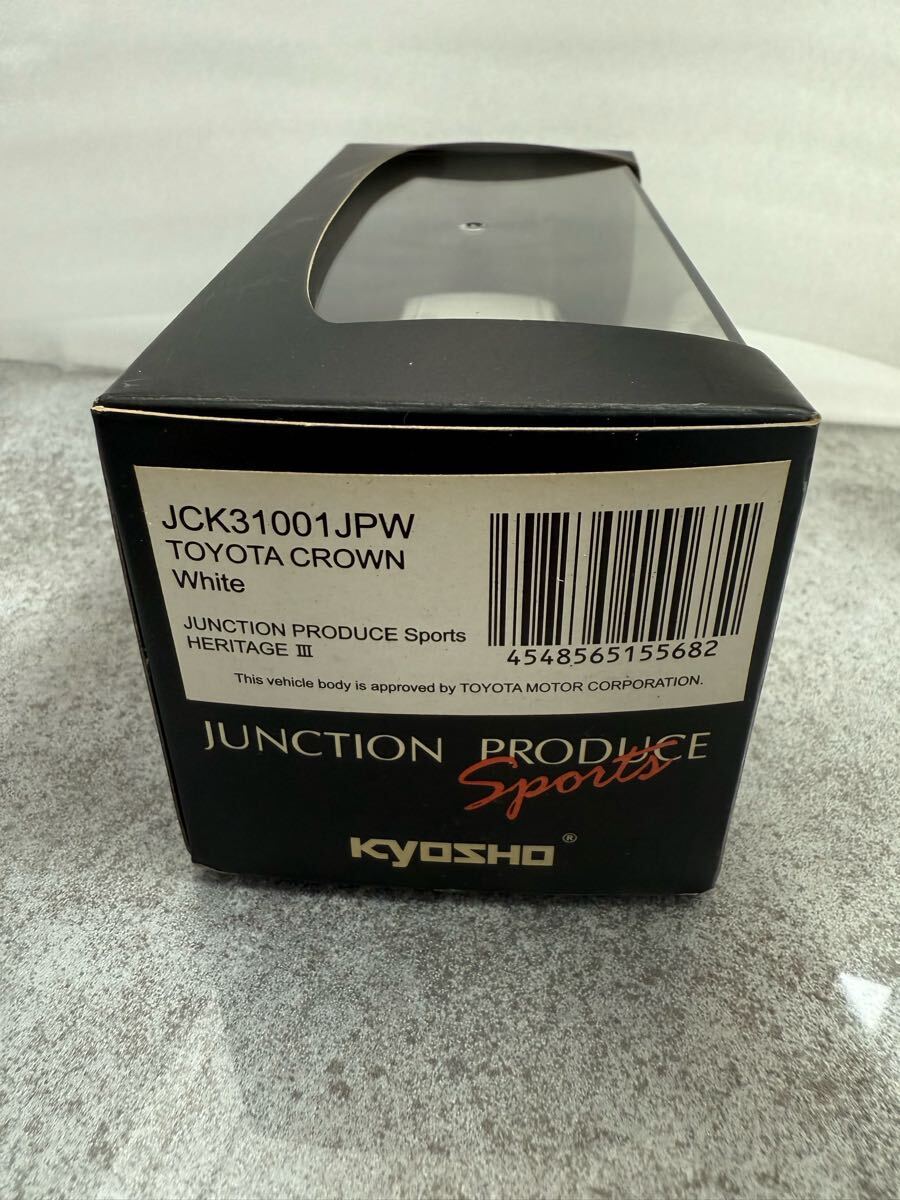 JCK31001JPW
TOYOTA CROWN
White
JUNCTION PRODUCE Sports
HERITAGE Ⅲ
4548565155682
This vehicle body is approved by TOYOTA MOTOR CORPORATION.
JUNCTION PRODUCE
Sports
KYOSHO®